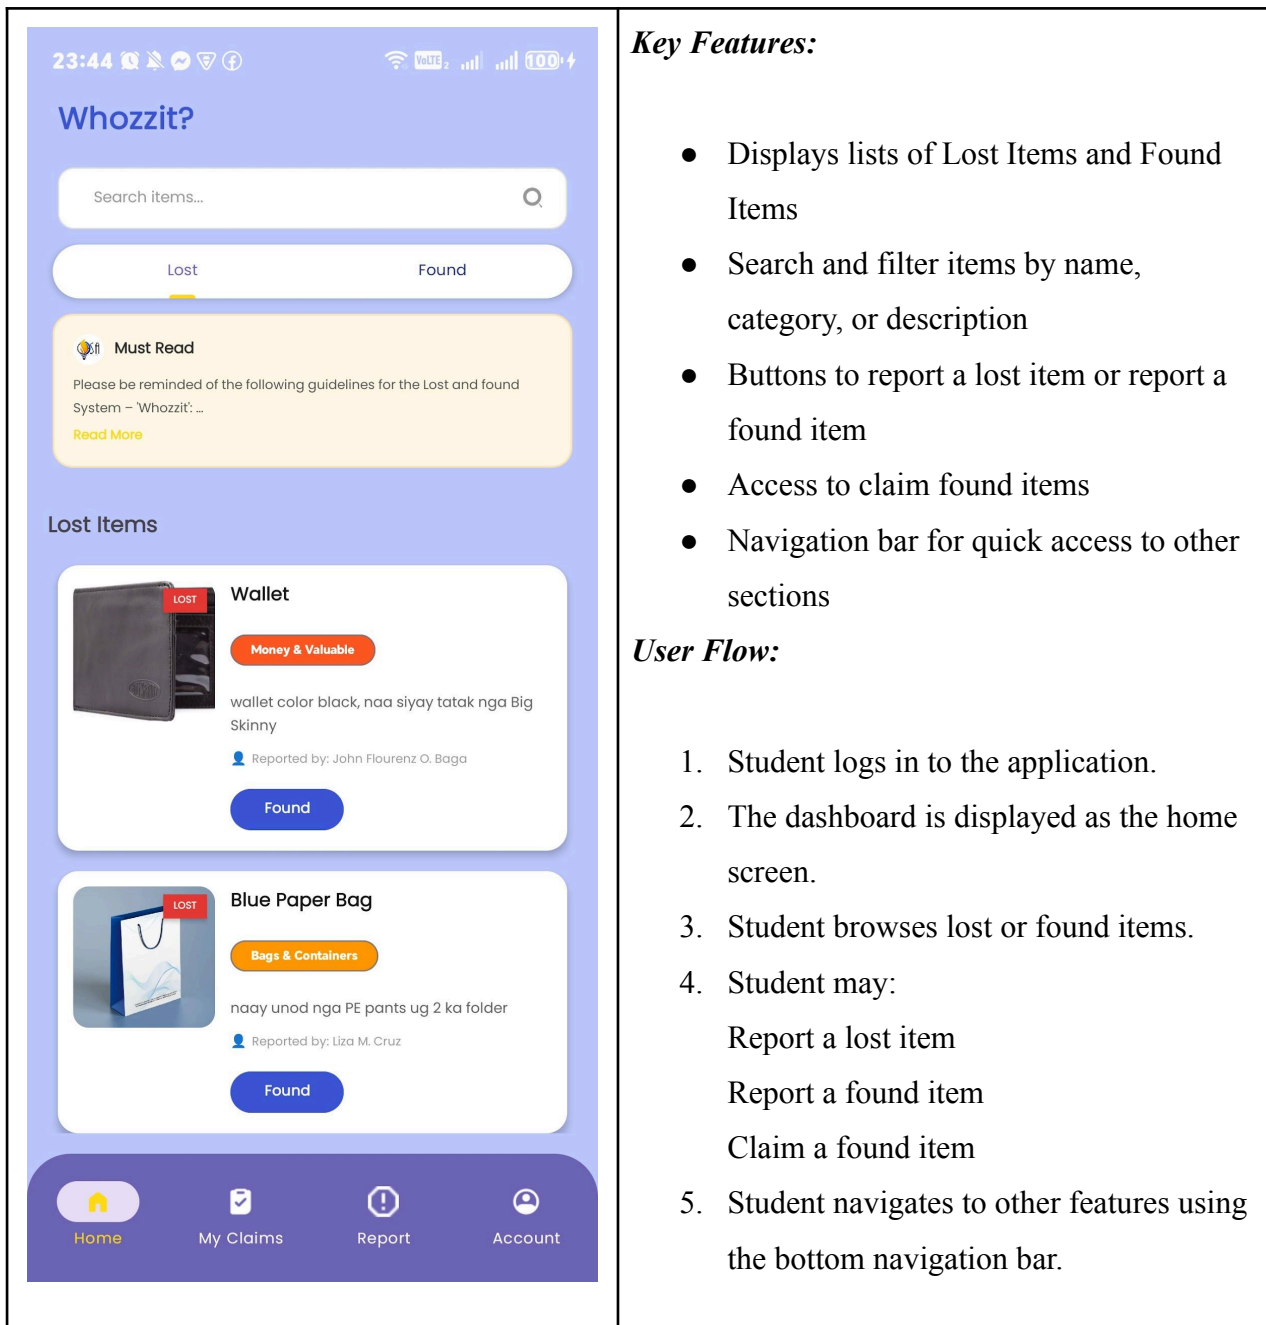 23:44
VoLTE 2
100
Whozzit?
Search items...
Lost Found
Must Read
Please be reminded of the following guidelines for the Lost and found
System – 'Whozzit': ...
Read More
Lost Items
LOST
Wallet
Money & Valuable
wallet color black, naa siyay tatak nga Big
Skinny
Reported by: John Flourenz O. Baga
Found
LOST
Blue Paper Bag
Bags & Containers
naay unod nga PE pants ug 2 ka folder
Reported by: Liza M. Cruz
Found
Home My Claims Report Account
Key Features:
● Displays lists of Lost Items and Found
Items
● Search and filter items by name,
category, or description
● Buttons to report a lost item or report a
found item
● Access to claim found items
● Navigation bar for quick access to other
sections
User Flow:
1. Student logs in to the application.
2. The dashboard is displayed as the home
screen.
3. Student browses lost or found items.
4. Student may:
Report a lost item
Report a found item
Claim a found item
5. Student navigates to other features using
the bottom navigation bar.